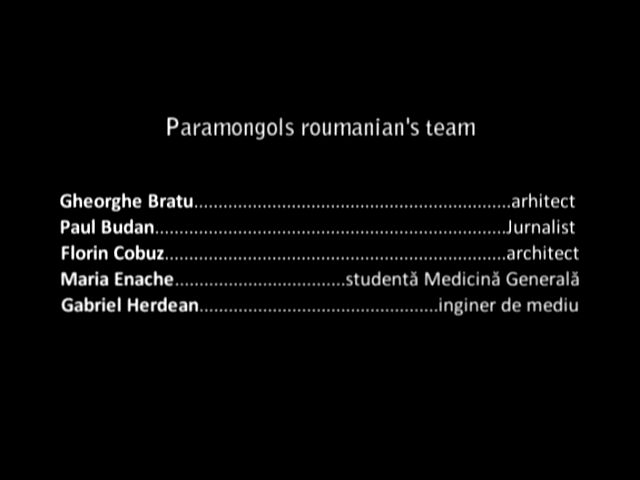 Paramongols roumanian's team
Gheorghe Bratu.................................................................arhitect
Paul Budan........................................................................Jurnalist
Florin Cobuz......................................................................architect
Maria Enache...................................studentă Medicină Generală
Gabriel Herdean.................................................inginer de mediu